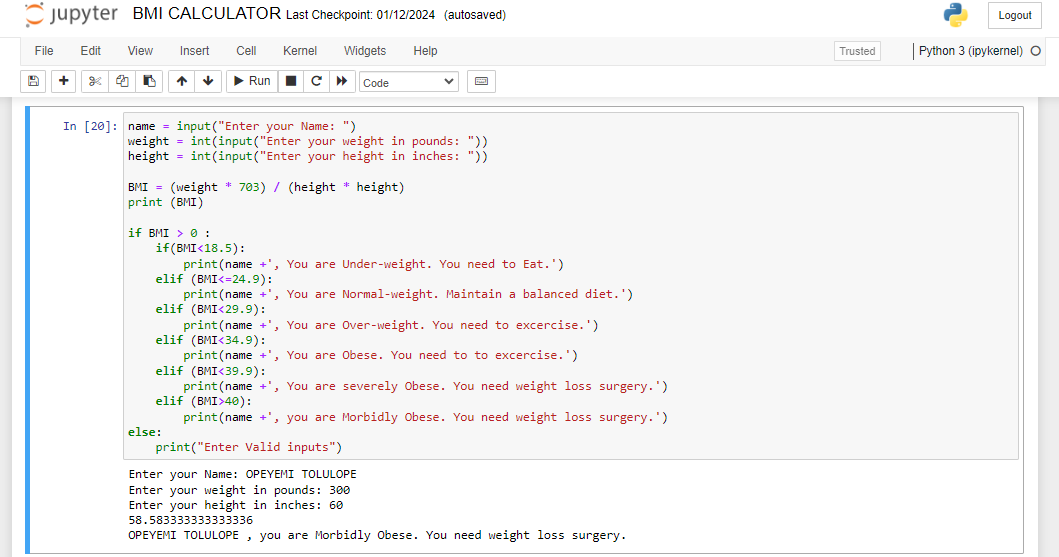 jupyter BMI CALCULATOR Last Checkpoint: 01/12/2024 (autosaved) Logout
File Edit View Insert Cell Kernel Widgets Help Trusted Python 3 (ipykernel)
Run Code
In [20]: name = input("Enter your Name: ")
weight = int(input("Enter your weight in pounds: "))
height = int(input("Enter your height in inches: "))
BMI = (weight * 703) / (height * height)
print (BMI)
if BMI > 0 :
    if(BMI<18.5):
        print(name +', You are Under-weight. You need to Eat.')
    elif (BMI<=24.9):
        print(name +', You are Normal-weight. Maintain a balanced diet.')
    elif (BMI<29.9):
        print(name +', You are Over-weight. You need to excercise.')
    elif (BMI<34.9):
        print(name +', You are Obese. You need to to excercise.')
    elif (BMI<39.9):
        print(name +', You are severely Obese. You need weight loss surgery.')
    elif (BMI>40):
        print(name +', you are Morbidly Obese. You need weight loss surgery.')
else:
    print("Enter Valid inputs")
Enter your Name: OPEYEMI TOLULOPE
Enter your weight in pounds: 300
Enter your height in inches: 60
58.583333333333336
OPEYEMI TOLULOPE , you are Morbidly Obese. You need weight loss surgery.